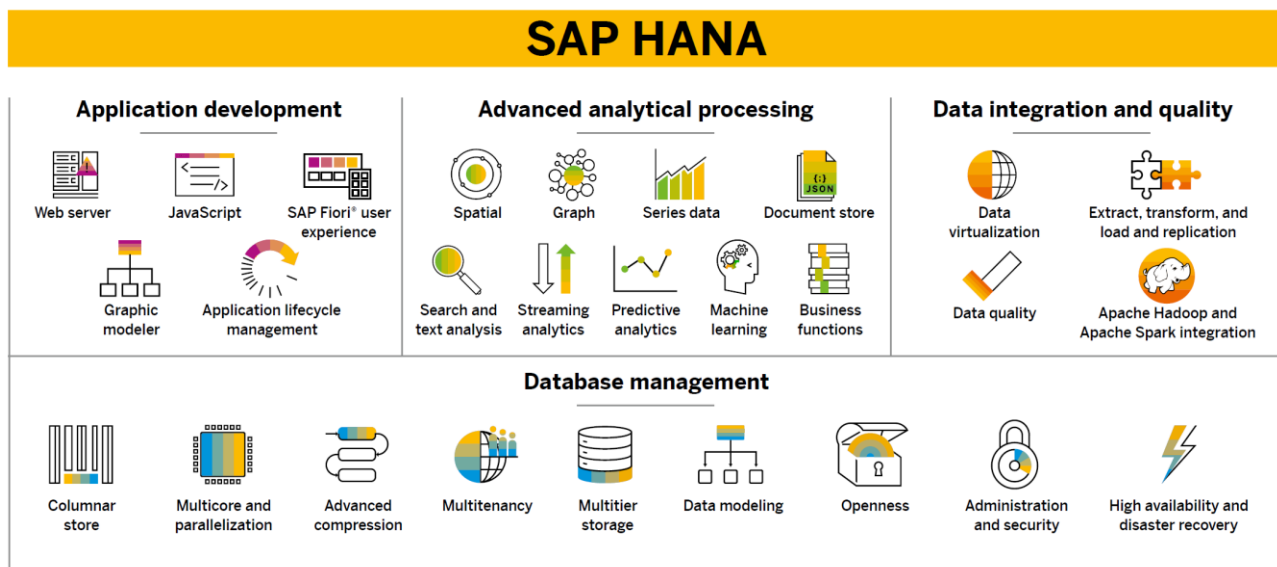 SAP HANA
Application development
Web server
JavaScript
SAP Fiori® user
experience
Graphic
modeler
Application lifecycle
management
Advanced analytical processing
Spatial
Graph
Series data
{;}
JSON
Document store
Search and
text analysis
Streaming
analytics
Predictive
analytics
Machine
learning
Business
functions
Data integration and quality
Data
virtualization
Extract, transform, and
load and replication
Data quality
Apache Hadoop and
Apache Spark integration
Database management
Columnar
store
Multicore and
parallelization
Advanced
compression
Multitenancy
Multitier
storage
Data modeling
Openness
Administration
and security
High availability and
disaster recovery